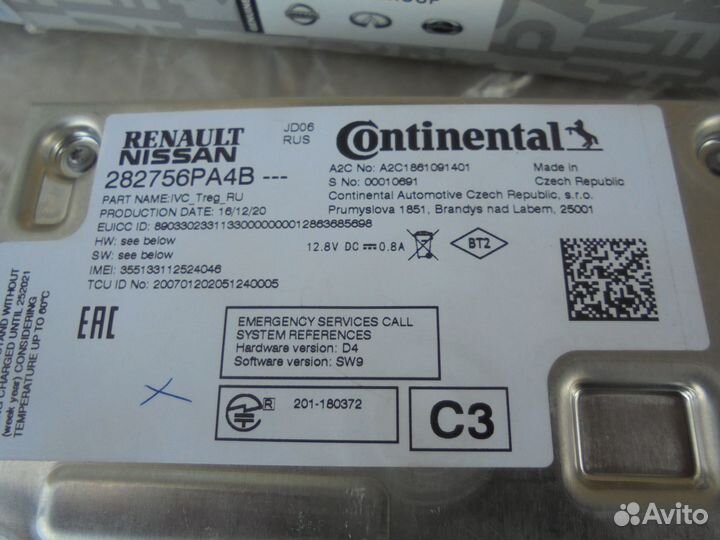 RENAULT
NISSAN
JD06
RUS
282756PA4B ---
PART NAME:IVC_Treg_RU
PRODUCTION DATE: 16/12/20
EUICC ID: 89033023311330000000012863685698
HW: see below
SW: see below
IMEI: 355133112524046
TCU ID No: 200701202051240005
Continental
A2C No: A2C1861091401
S No: 00010691
Made in
Czech Republic
Continental Automotive Czech Republic, s.r.o.
Prumyslova 1851, Brandys nad Labem, 25001
12.8V DC 0.8A
BT2
EAC
EMERGENCY SERVICES CALL
SYSTEM REFERENCES
Hardware version: D4
Software version: SW9
R 201-180372
C3
STAND WITHOUT
CHARGED UNTIL 252021
(week year) CONSIDERING
TEMPERATURE UP TO 60°C
Avito